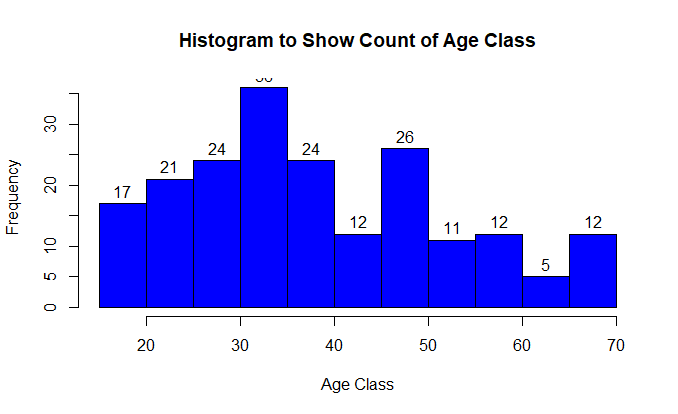 Histogram to Show Count of Age Class
Frequency
0 5 10 20 30
17 21 24 24 12 26 11 12 5 12
20 30 40 50 60 70
Age Class